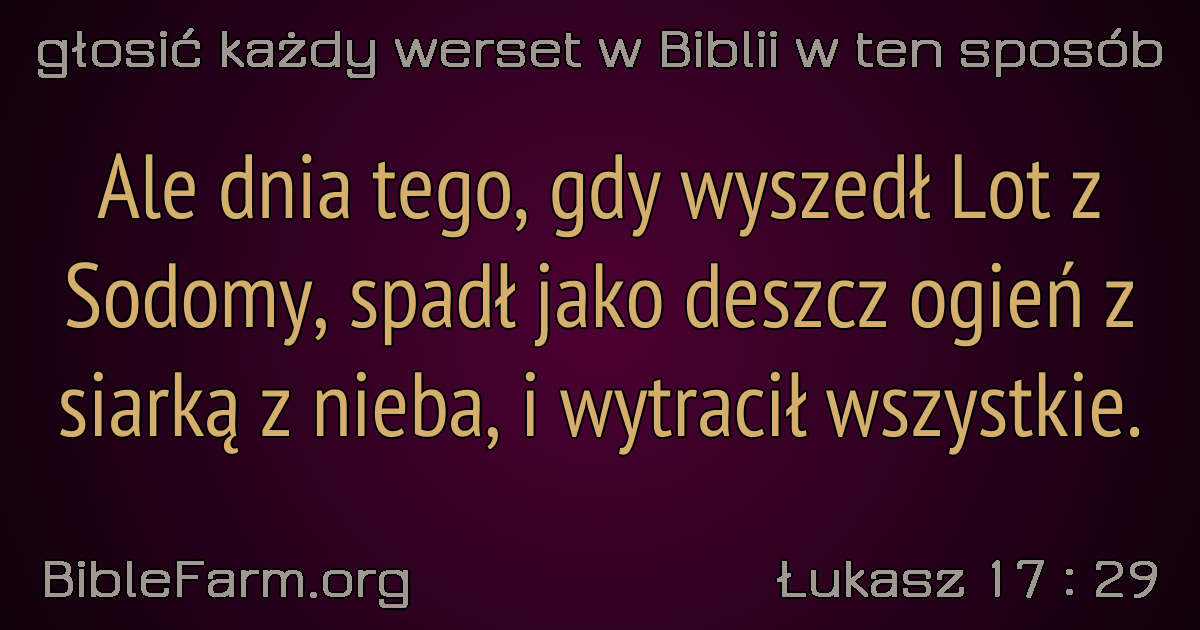 głosić każdy werset w Biblii w ten sposób
Ale dnia tego, gdy wyszedł Lot z
Sodomy, spadł jako deszcz ogień z
siarką z nieba, i wytracił wszystkie.
BibleFarm.org
Łukasz 17 : 29